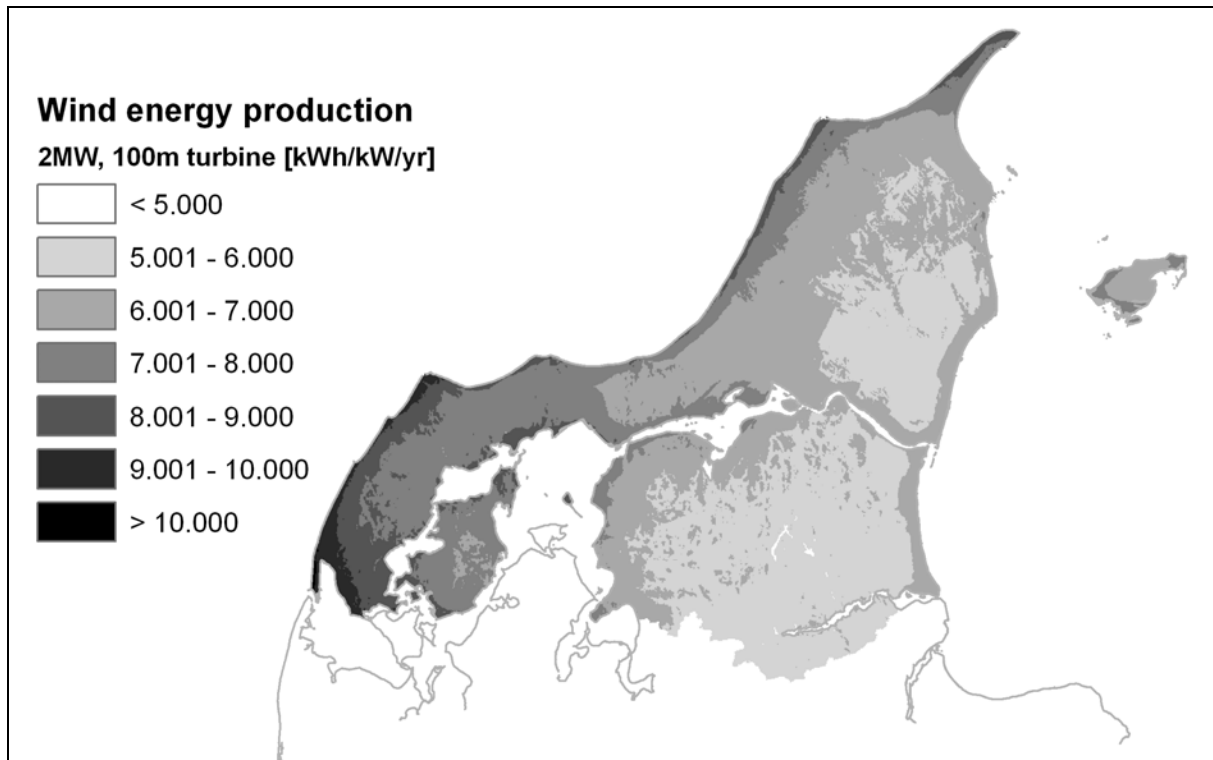 Wind energy production
2MW, 100m turbine [kWh/kW/yr]
< 5.000
5.001 - 6.000
6.001 - 7.000
7.001 - 8.000
8.001 - 9.000
9.001 - 10.000
> 10.000